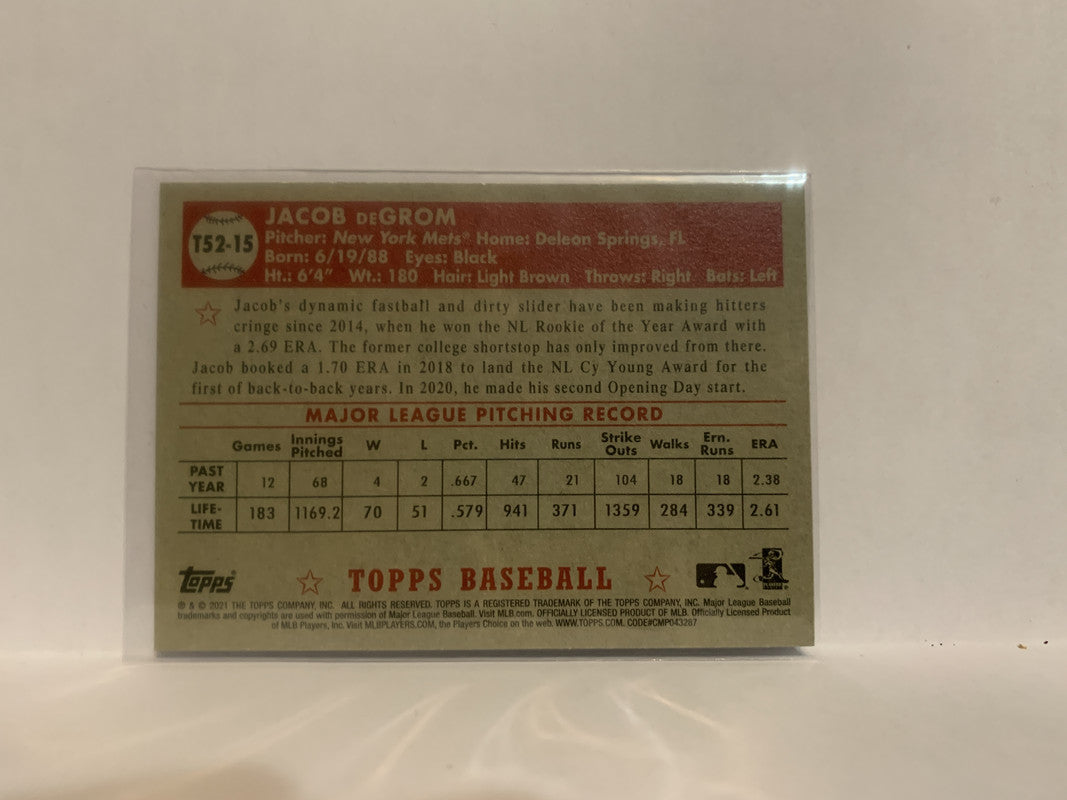 T52-15
JACOB DEGROM
Pitcher: New York Mets® Home: Deleon Springs, FL
Born: 6/19/88 Eyes: Black
Ht.: 6'4" Wt.: 180 Hair: Light Brown Throws: Right Bats: Left
Jacob's dynamic fastball and dirty slider have been making hitters
cringe since 2014, when he won the NL Rookie of the Year Award with
a 2.69 ERA. The former college shortstop has only improved from there.
Jacob booked a 1.70 ERA in 2018 to land the NL Cy Young Award for the
first of back-to-back years. In 2020, he made his second Opening Day start.
MAJOR LEAGUE PITCHING RECORD
Games Innings Pitched W L Pct. Hits Runs Strike Outs Walks Ern. Runs ERA
PAST YEAR 12 68 4 2 .667 47 21 104 18 18 2.38
LIFE-TIME 183 1169.2 70 51 .579 941 371 1359 284 339 2.61
Topps TOPPS BASEBALL
® & © 2021 THE TOPPS COMPANY, INC. ALL RIGHTS RESERVED. TOPPS IS A REGISTERED TRADEMARK OF THE TOPPS COMPANY, INC. Major League Baseball
trademarks and copyrights are used with permission of Major League Baseball. Visit MLB.com. OFFICIALLY LICENSED PRODUCT OF MLB. Officially Licensed Product
of MLB Players, Inc. Visit MLBPLAYERS.COM, the Players Choice on the web. WWW.TOPPS.COM. CODE#CMP043287